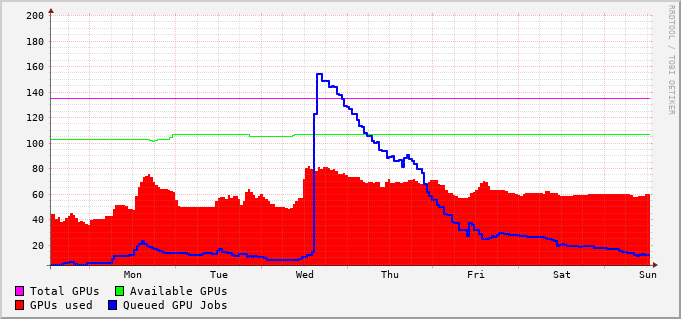 200
180
160
140
120
100
80
60
40
20
Mon Tue Wed Thu Fri Sat Sun
Total GPUs Available GPUs
GPUs used Queued GPU Jobs
RRDTOOL / TOBI OETIKER